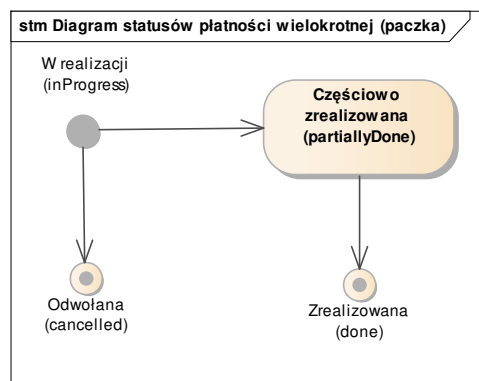 stm Diagram statusów płatności wielokrotnej (paczka)
W realizacji
(inProgress)
Częściowo
zrealizowana
(partiallyDone)
Odwołana
(cancelled)
Zrealizowana
(done)